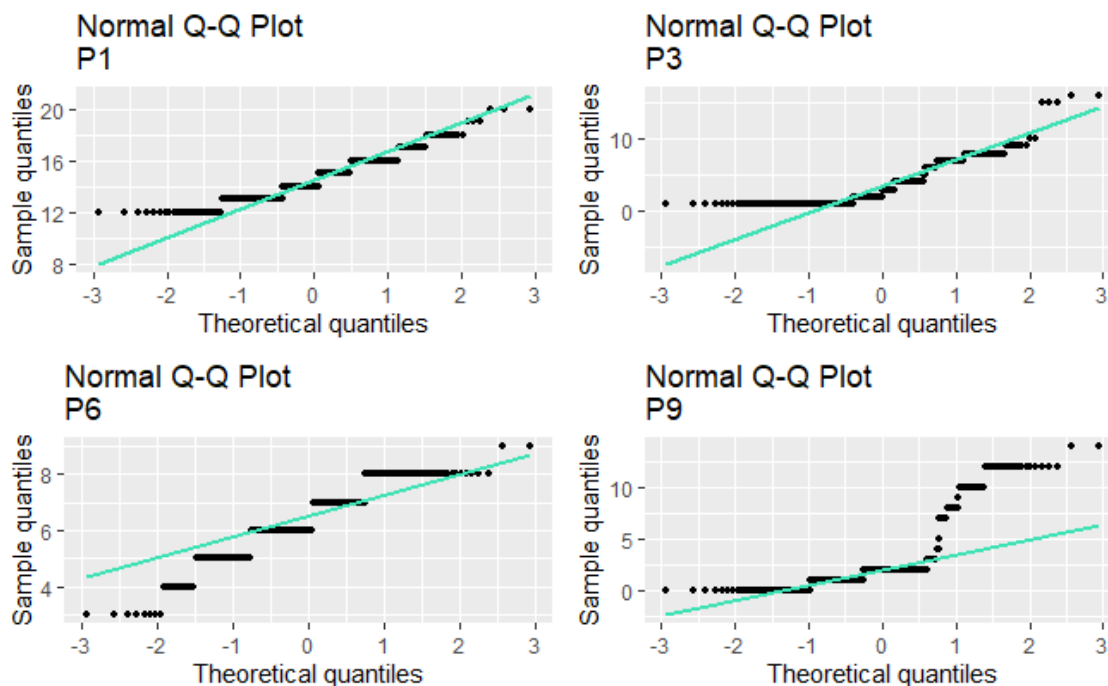 Normal Q-Q Plot
P1
Sample quantiles
20
16
12
8
-3 -2 -1 0 1 2 3
Theoretical quantiles
Normal Q-Q Plot
P3
Sample quantiles
10
0
-3 -2 -1 0 1 2 3
Theoretical quantiles
Normal Q-Q Plot
P6
Sample quantiles
8
6
4
-3 -2 -1 0 1 2 3
Theoretical quantiles
Normal Q-Q Plot
P9
Sample quantiles
10
5
0
-3 -2 -1 0 1 2 3
Theoretical quantiles